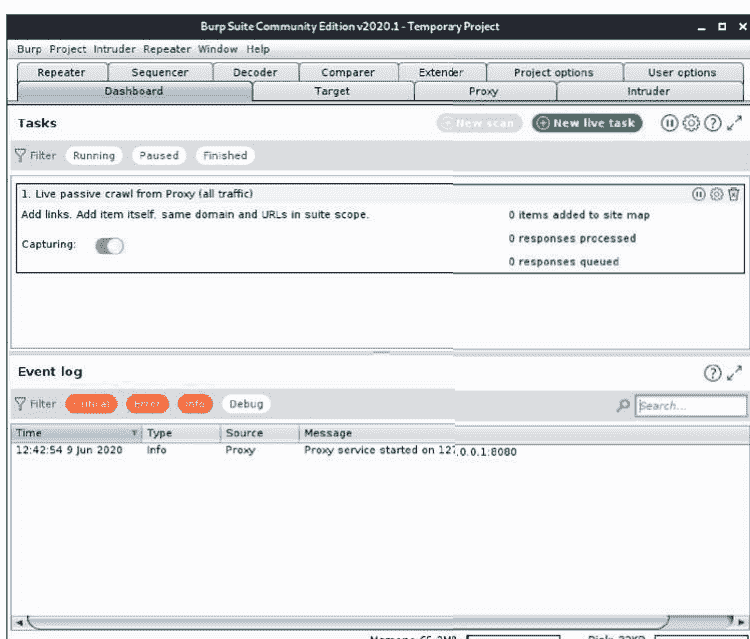 Burp Suite Community Edition v2020.1 - Temporary Project
Burp Project Intruder Repeater Window Help
Repeater Sequencer Decoder Comparer Extender Project options User options
Dashboard Target Proxy Intruder
Tasks
New scan
New live task
Filter Running Paused Finished
1. Live passive crawl from Proxy (all traffic)
Add links. Add item itself, same domain and URLs in suite scope.
0 items added to site map
Capturing:
0 responses processed
0 responses queued
Event log
Filter Critical Error Info Debug
Search...
Time Type Source Message
12:42:54 9 Jun 2020 Info Proxy Proxy service started on 127.0.0.1:8080